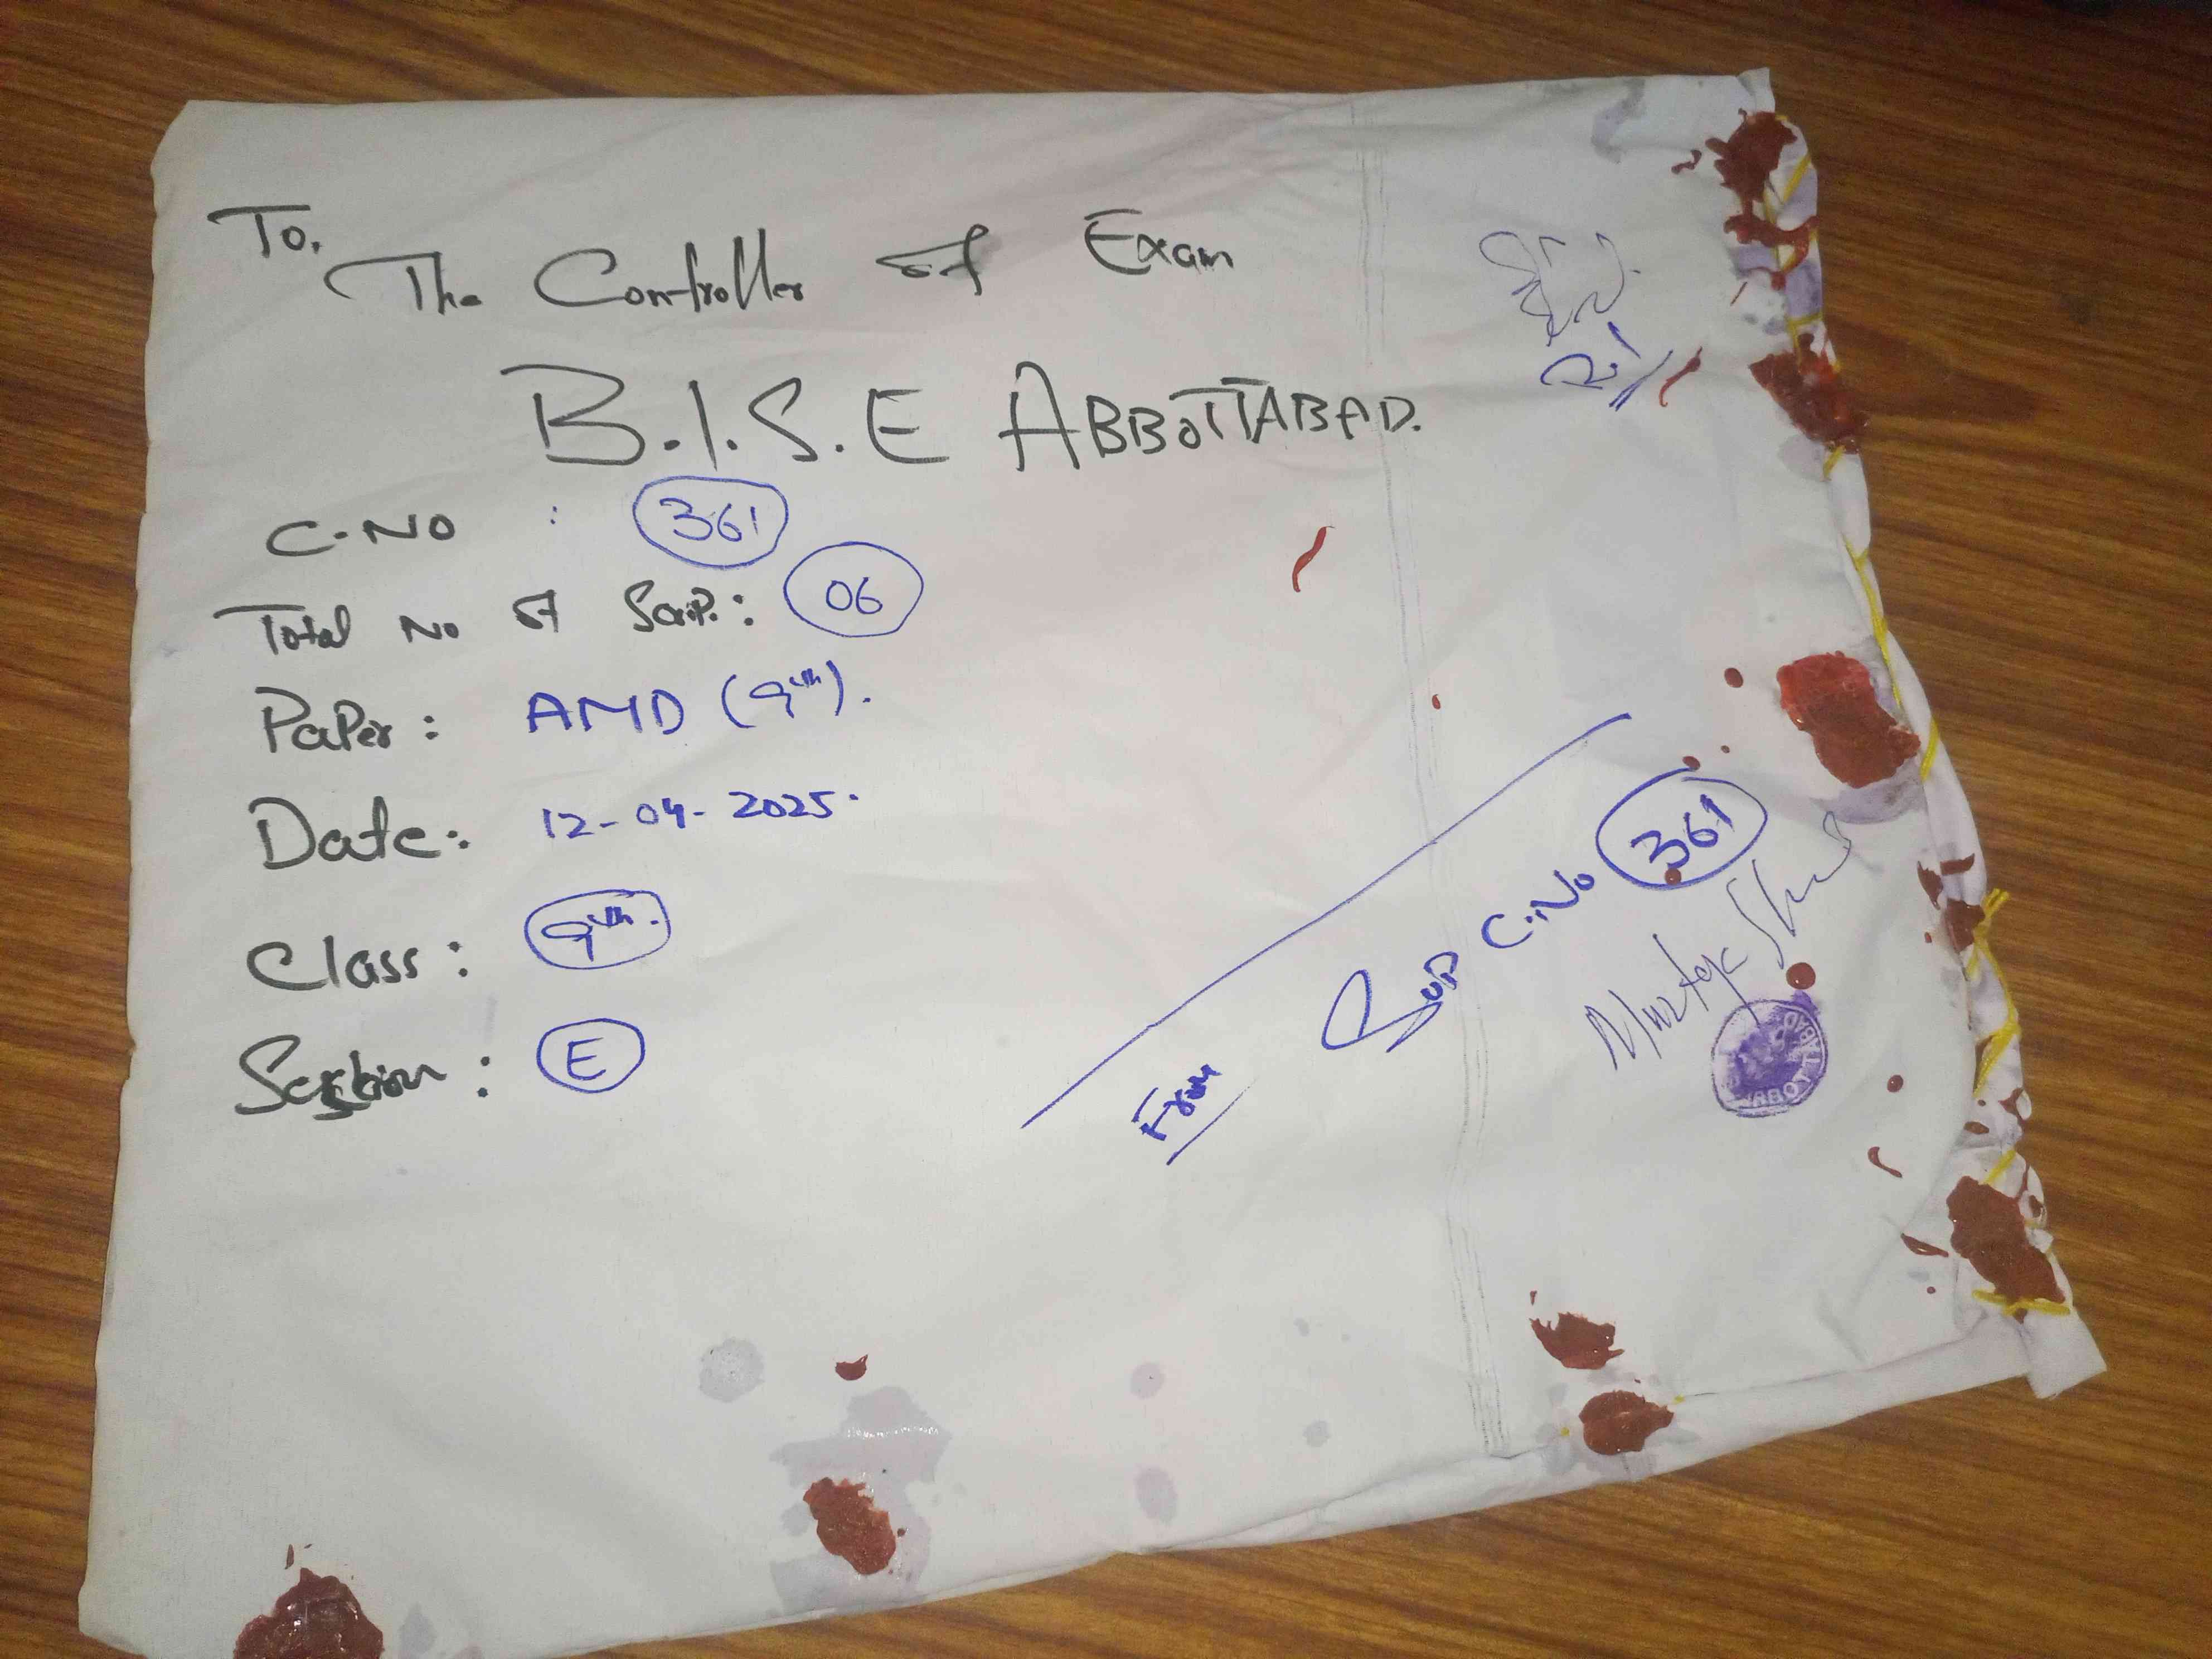 To,
The Controller of Exam
B.I.S.E ABBOTTABAD.
C.NO : 361
Total No of Scrip.: 06
PaPer: AMD (9th).
Date: 12-04-2025.
Class: 9th.
Section: E
From
Sup C.No 361